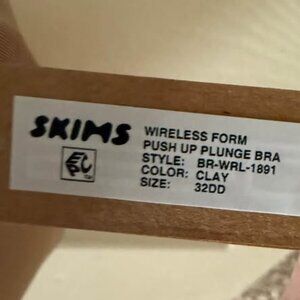 SKIMS
WIRELESS FORM
PUSH UP PLUNGE BRA
STYLE: BR-WRL-1891
COLOR: CLAY
SIZE: 32DD